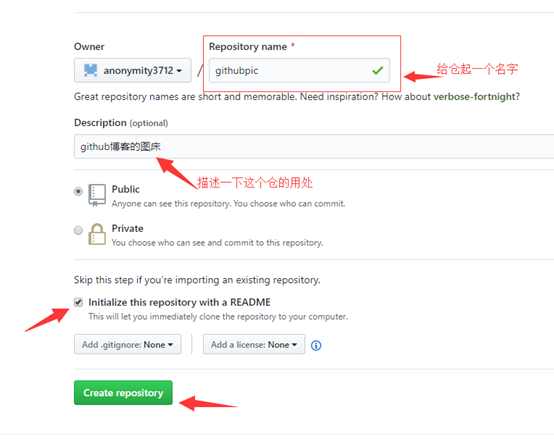 Owner
Repository name *
anonymity3712
/
githubpic
给仓起一个名字
Great repository names are short and memorable. Need inspiration? How about verbose-fortnight?
Description (optional)
github博客的图床
描述一下这个仓的用处
Public
Anyone can see this repository. You choose who can commit.
Private
You choose who can see and commit to this repository.
Skip this step if you're importing an existing repository.
Initialize this repository with a README
This will let you immediately clone the repository to your computer.
Add .gitignore: None
Add a license: None
Create repository